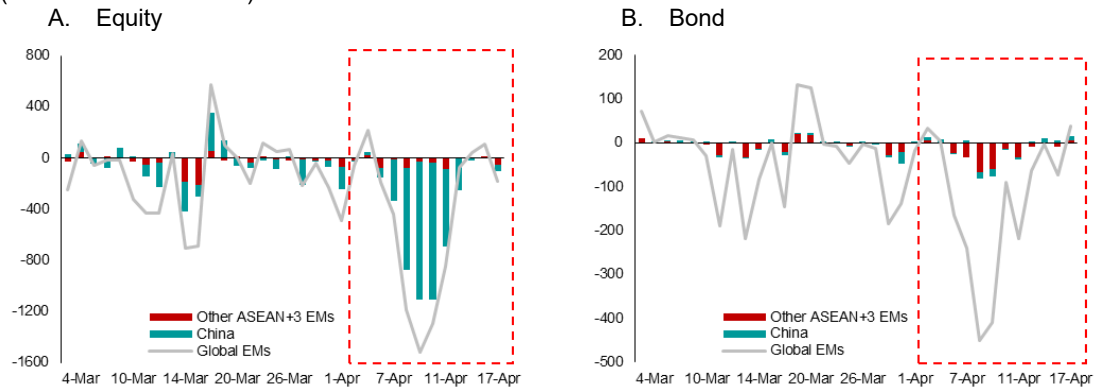 A. Equity
800
400
0
-400
-800
-1200
-1600
Other ASEAN+3 EMs
China
Global EMs
4-Mar 10-Mar 14-Mar 20-Mar 26-Mar 1-Apr 7-Apr 11-Apr 17-Apr
B. Bond
200
100
0
-100
-200
-300
-400
-500
Other ASEAN+3 EMs
China
Global EMs
4-Mar 10-Mar 14-Mar 20-Mar 26-Mar 1-Apr 7-Apr 11-Apr 17-Apr